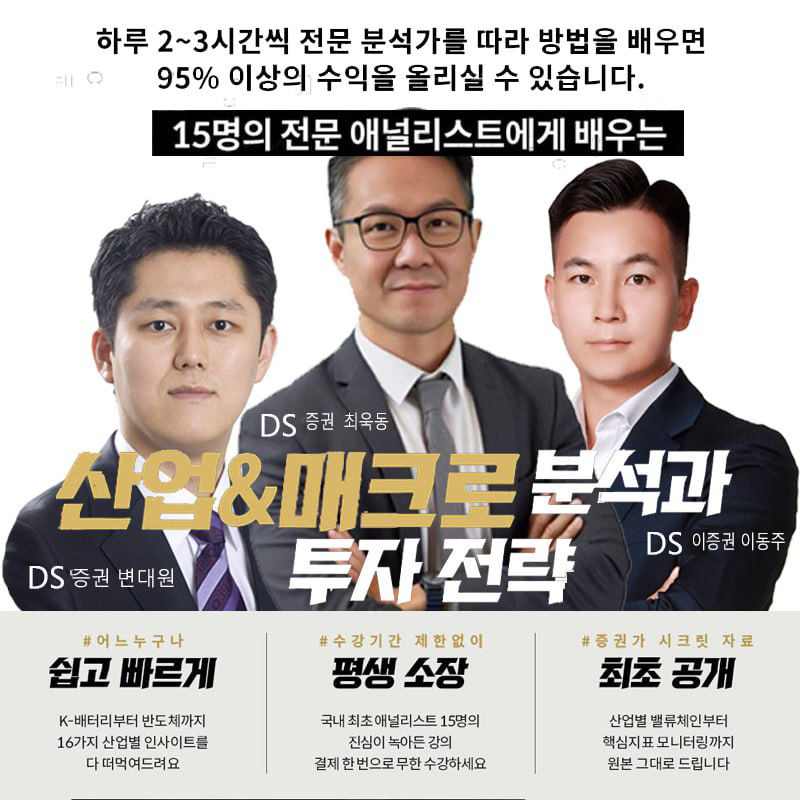 하루 2~3시간씩 전문 분석가를 따라 방법을 배우면
95% 이상의 수익을 올리실 수 있습니다.
15명의 전문 애널리스트에게 배우는
DS 증권 최욱동
산업&매크로 분석과
투자 전략
DS 이증권 이동주
DS 증권 변대원
#어느누구나
쉽고 빠르게
K-배터리부터 반도체까지
16가지 산업별 인사이트를
다 떠먹여드려요
#수강기간 제한없이
평생 소장
국내 최초 애널리스트 15명의
진심이 녹아든 강의
결제 한 번으로 무한 수강하세요
#증권가 시크릿 자료
최초 공개
산업별 밸류체인부터
핵심지표 모니터링까지
원본 그대로 드립니다